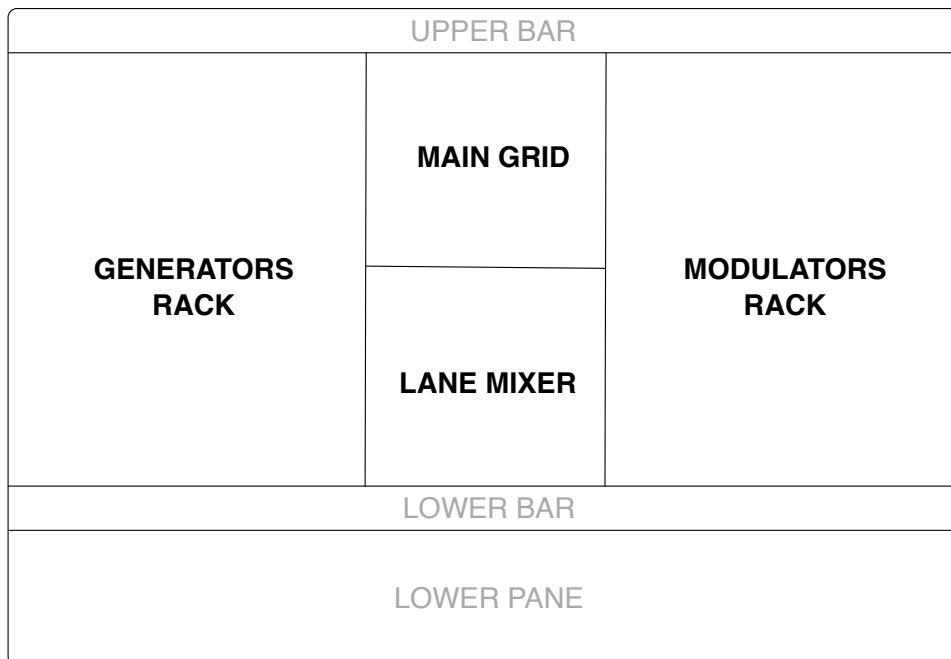 UPPER BAR
MAIN GRID
GENERATORS
RACK
MODULATORS
RACK
LANE MIXER
LOWER BAR
LOWER PANE